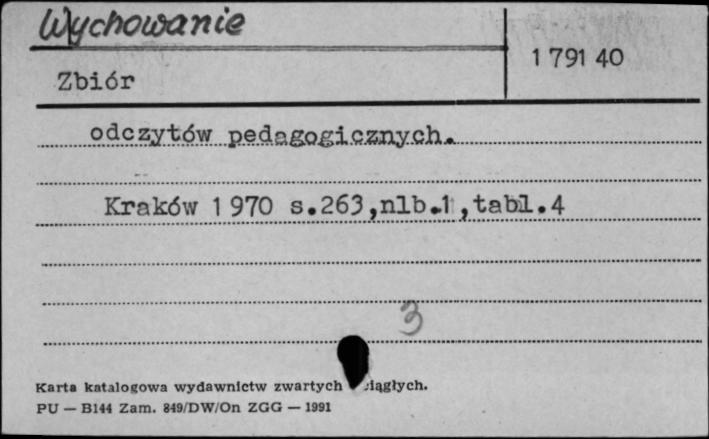 Wychowanie
1 791 40
Zbiór
odczytów pedagogicznych.
Kraków 1970 s.263,nlb.1,tabl.4
3
Karta katalogowa wydawnictw zwartych ciągłych.
PU — B144 Zam. 849/DW/On ZGG — 1991